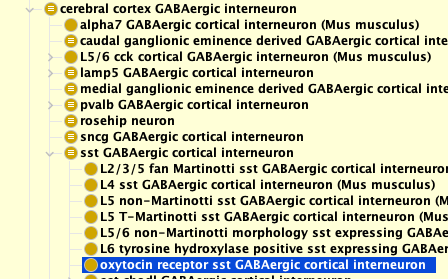 cerebral cortex GABAergic interneuron
alpha7 GABAergic cortical interneuron (Mus musculus)
caudal ganglionic eminence derived GABAergic cortical inte
L5/6 cck cortical GABAergic interneuron (Mus musculus)
lamp5 GABAergic cortical interneuron
medial ganglionic eminence derived GABAergic cortical inte
pvalb GABAergic cortical interneuron
rosehip neuron
sncg GABAergic cortical interneuron
sst GABAergic cortical interneuron
L2/3/5 fan Martinotti sst GABAergic cortical interneuron
L4 sst GABAergic cortical interneuron (Mus musculus)
L5 non-Martinotti sst GABAergic cortical interneuron (M
L5 T-Martinotti sst GABAergic cortical interneuron (Mus
L5/6 non-Martinotti morphology sst expressing GABAe
L6 tyrosine hydroxylase positive sst expressing GABAe
oxytocin receptor sst GABAergic cortical interneuron